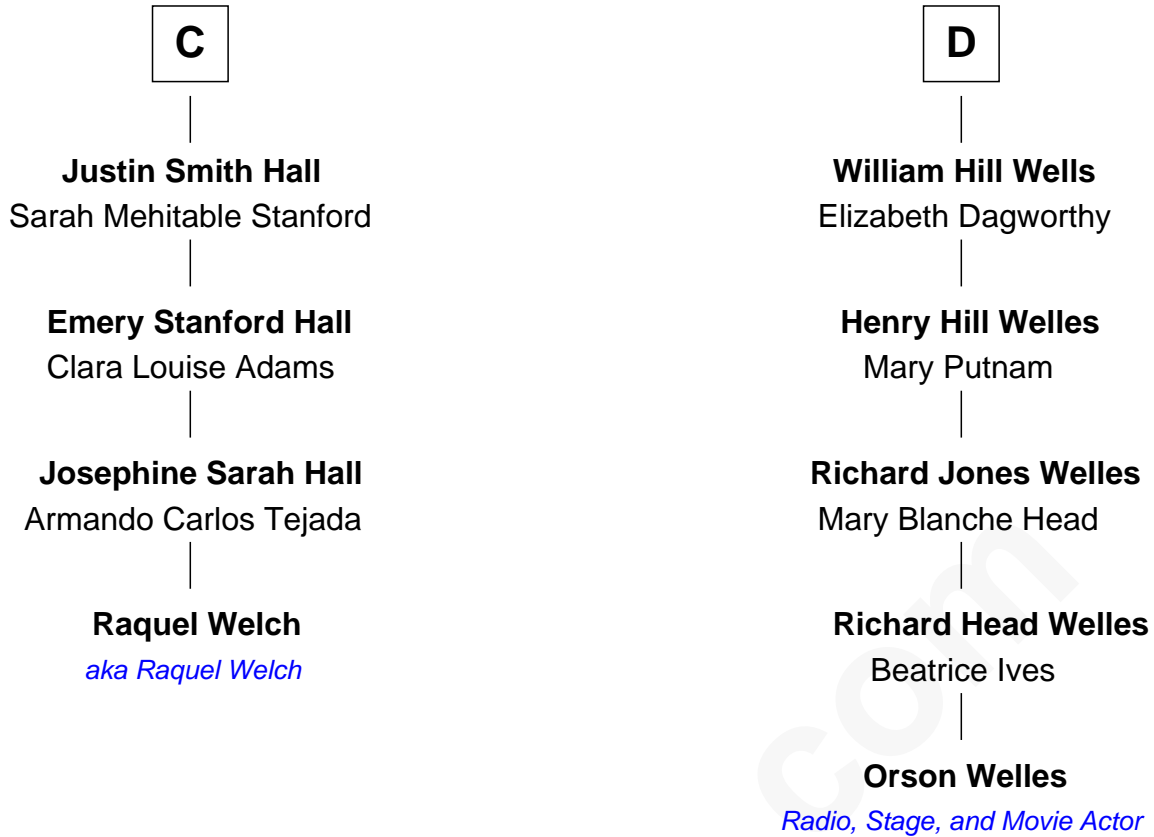 C
Justin Smith Hall
Sarah Mehitable Stanford
Emery Stanford Hall
Clara Louise Adams
Josephine Sarah Hall
Armando Carlos Tejada
Raquel Welch
aka Raquel Welch
D
William Hill Wells
Elizabeth Dagworthy
Henry Hill Welles
Mary Putnam
Richard Jones Welles
Mary Blanche Head
Richard Head Welles
Beatrice Ives
Orson Welles
Radio, Stage, and Movie Actor
com